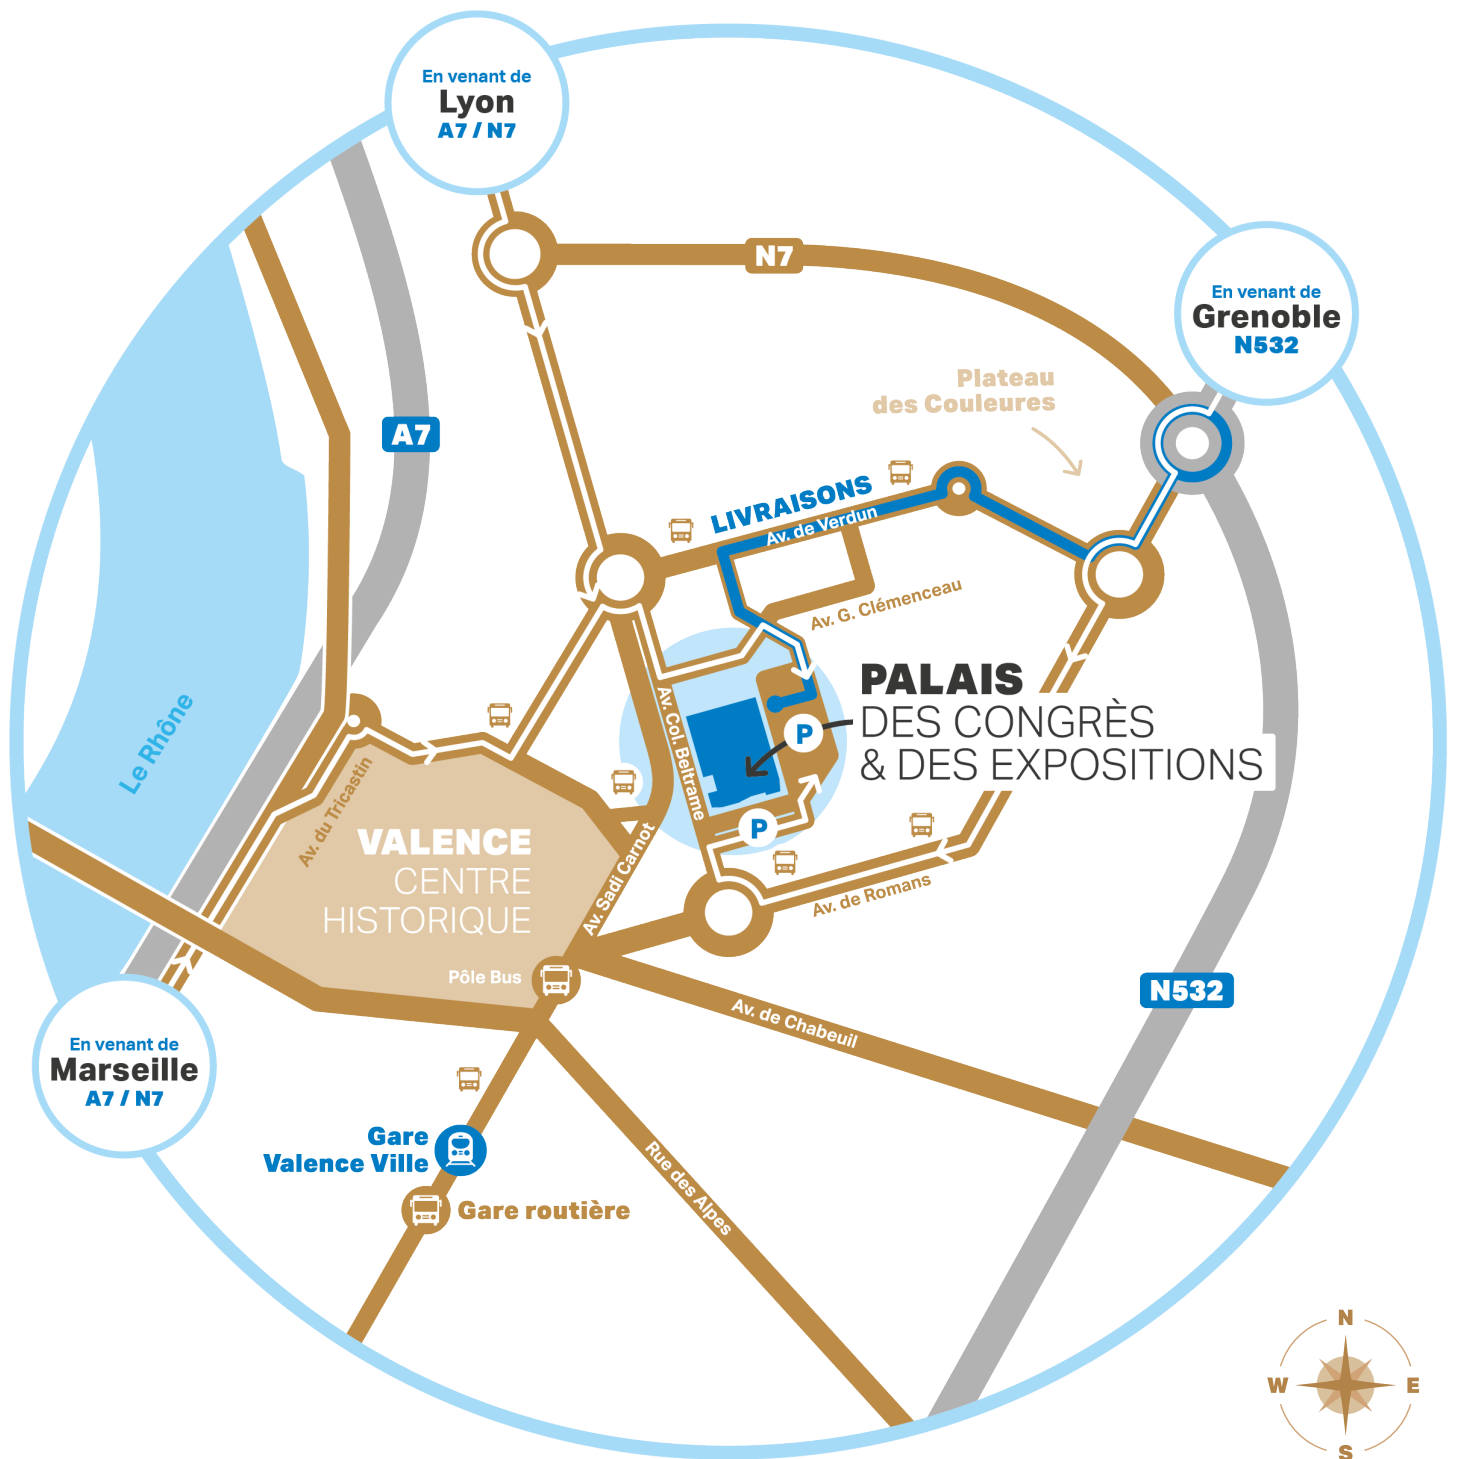 En venant de
Lyon
A7 / N7
N7
En venant de
Grenoble
N532
Plateau
des Couleures
A7
LIVRAISONS
Av. de Verdun
Av. G. Clémenceau
PALAIS
DES CONGRÈS
& DES EXPOSITIONS
Av. Col. Beltrame
P
P
Le Rhône
Av. du Tricastin
VALENCE
CENTRE
HISTORIQUE
Av. Sadi Carnot
Av. de Romans
Pôle Bus
N532
Av. de Chabeuil
En venant de
Marseille
A7 / N7
Gare
Valence Ville
Gare routière
Rue des Alpes
N
W
E
S